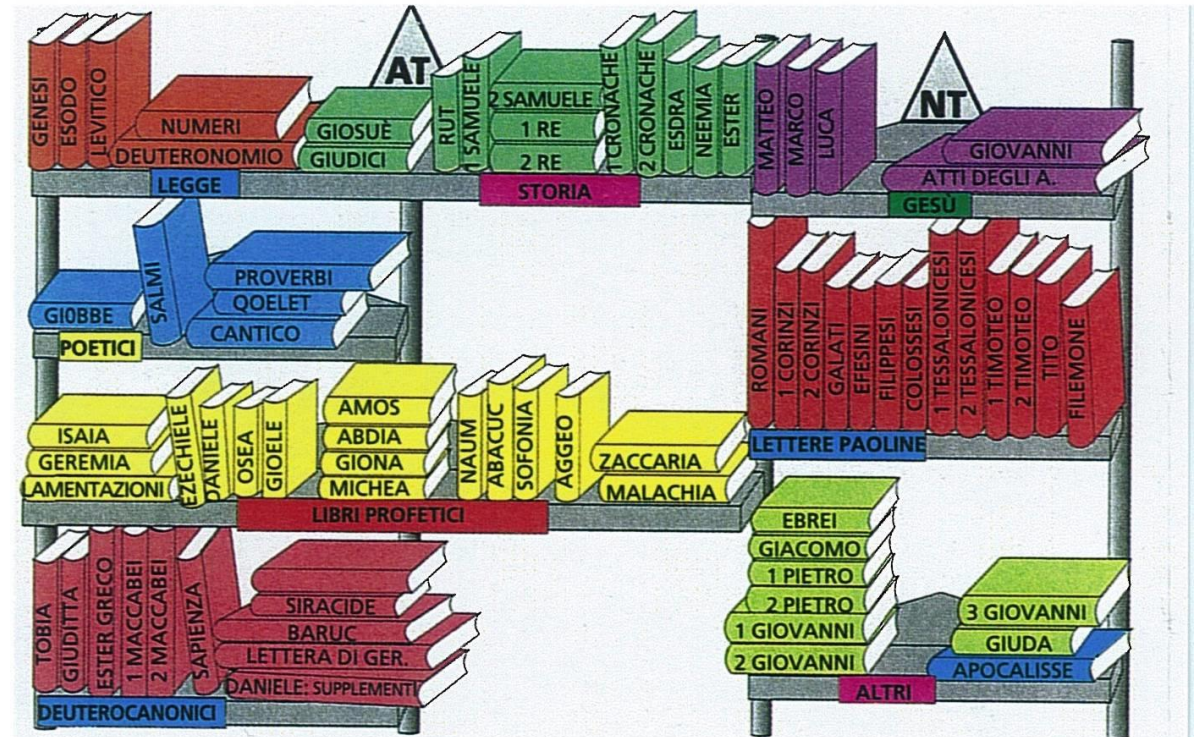 AT
GENESI
ESODO
LEVITICO
NUMERI
DEUTERONOMIO
GIOSUÈ
GIUDICI
RUT
1 SAMUELE
2 SAMUELE
1 RE
2 RE
1 CRONACHE
2 CRONACHE
ESDRA
NEEMIA
ESTER
LEGGE
STORIA
GI0BBE
SALMI
PROVERBI
QOELET
CANTICO
POETICI
ISAIA
GEREMIA
LAMENTAZIONI
EZECHIELE
DANIELE
OSEA
GIOELE
AMOS
ABDIA
GIONA
MICHEA
NAUM
ABACUC
SOFONIA
AGGEO
ZACCARIA
MALACHIA
LIBRI PROFETICI
TOBIA
GIUDITTA
ESTER GRECO
1 MACCABEI
2 MACCABEI
SAPIENZA
SIRACIDE
BARUC
LETTERA DI GER.
DANIELE: SUPPLEMENTI
DEUTEROCANONICI
NT
MATTEO
MARCO
LUCA
GIOVANNI
ATTI DEGLI A.
GESÙ
ROMANI
1 CORINZI
2 CORINZI
GALATI
EFESINI
FILIPPESI
COLOSSESI
1 TESSALONICESI
2 TESSALONICESI
1 TIMOTEO
2 TIMOTEO
TITO
FILEMONE
LETTERE PAOLINE
EBREI
GIACOMO
1 PIETRO
2 PIETRO
1 GIOVANNI
2 GIOVANNI
3 GIOVANNI
GIUDA
APOCALISSE
ALTRI